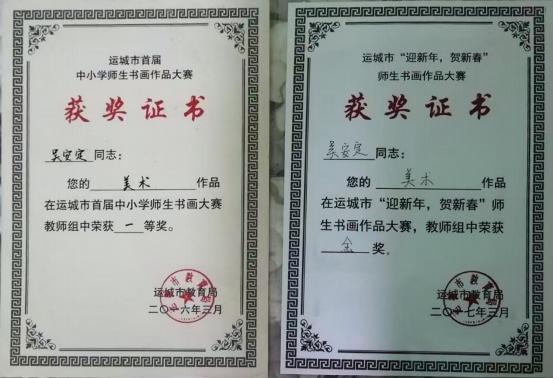 运城市首届
中小学师生书画作品大赛
获奖证书
吴安定 同志：
您的 美术 作品
在运城市首届中小学师生书画大赛
教师组中荣获 一 等奖。
运城市教育局
二〇一六年三月
运城市“迎新年，贺新春”
师生书画作品大赛
获奖证书
吴安定 同志：
您的 美术 作品
在运城市“迎新年，贺新春”师
生书画作品大赛，教师组中荣获
金 奖。
运城市教育局
二〇一七年三月